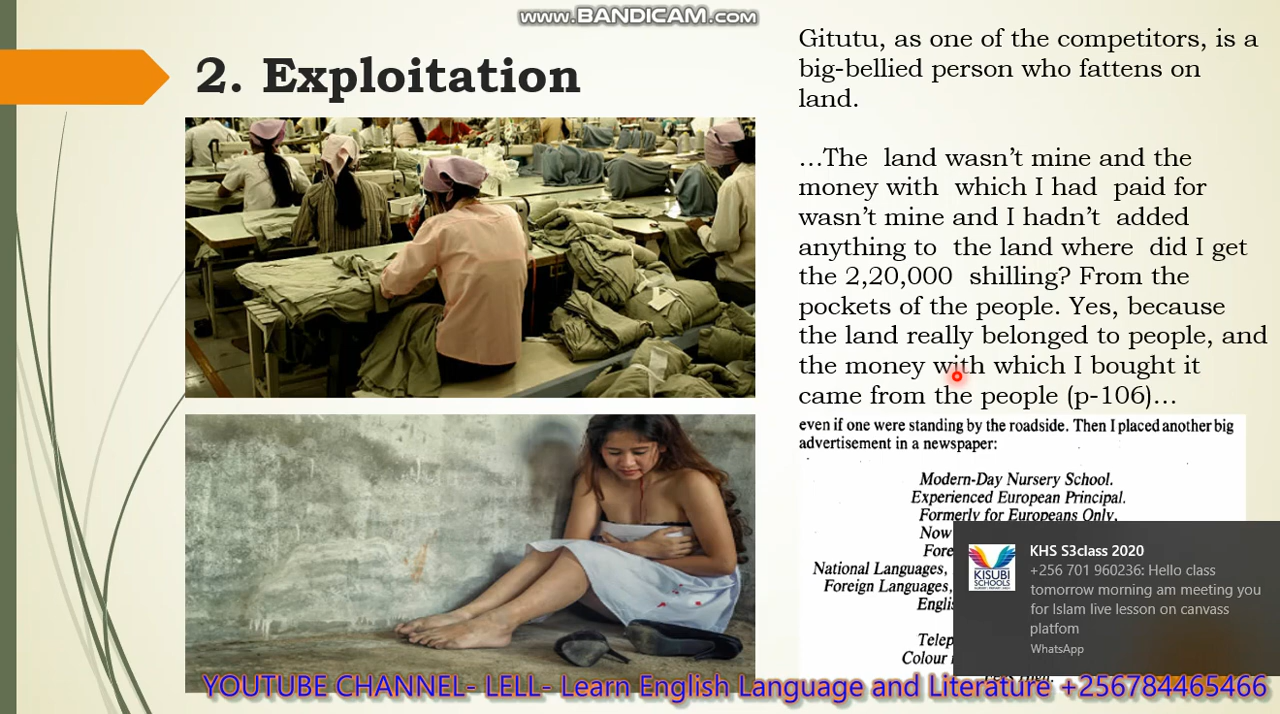 www.BANDICAM.com
2. Exploitation
Gitutu, as one of the competitors, is a
big-bellied person who fattens on
land.
…The land wasn’t mine and the
money with which I had paid for
wasn’t mine and I hadn’t added
anything to the land where did I get
the 2,20,000 shilling? From the
pockets of the people. Yes, because
the land really belonged to people, and
the money with which I bought it
came from the people (p-106)…
even if one were standing by the roadside. Then I placed another big
advertisement in a newspaper:
Modern-Day Nursery School.
Experienced European Principal.
Formerly for Europeans Only,
Now
Fore
National Languages,
Foreign Languages,
Engli
Telep
Colour
KHS S3class 2020
+256 701 960236: Hello class
tomorrow morning am meeting you
for Islam live lesson on canvass
platfom
WhatsApp
KISUBI
SCHOOLS
YOUTUBE CHANNEL- LELL- Learn English Language and Literature +256784465466